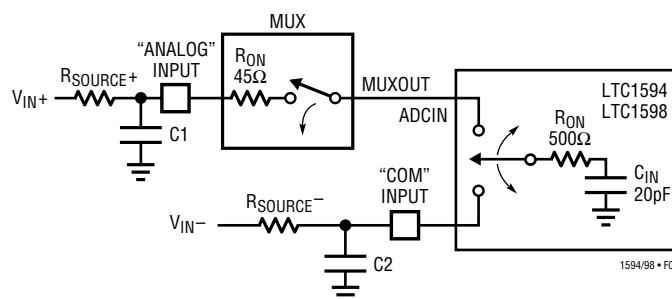 MUX
"ANALOG"
INPUT
RSOURCE+
VIN+
C1
RON
45Ω
MUXOUT
ADCIN
LTC1594
LTC1598
RON
500Ω
CIN
20pF
"COM"
INPUT
RSOURCE–
VIN–
C2
1594/98 • F0